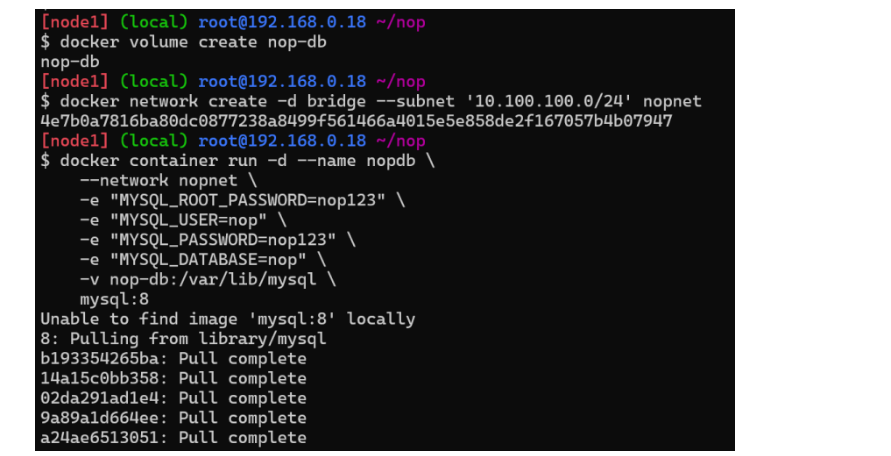 [node1] (local) root@192.168.0.18 ~/nop
$ docker volume create nop-db
nop-db
[node1] (local) root@192.168.0.18 ~/nop
$ docker network create -d bridge --subnet '10.100.100.0/24' nopnet
4e7b0a7816ba80dc0877238a8499f561466a4015e5e858de2f167057b4b07947
[node1] (local) root@192.168.0.18 ~/nop
$ docker container run -d --name nopdb \
    --network nopnet \
    -e "MYSQL_ROOT_PASSWORD=nop123" \
    -e "MYSQL_USER=nop" \
    -e "MYSQL_PASSWORD=nop123" \
    -e "MYSQL_DATABASE=nop" \
    -v nop-db:/var/lib/mysql \
    mysql:8
Unable to find image 'mysql:8' locally
8: Pulling from library/mysql
b193354265ba: Pull complete
14a15c0bb358: Pull complete
02da291ad1e4: Pull complete
9a89a1d664ee: Pull complete
a24ae6513051: Pull complete